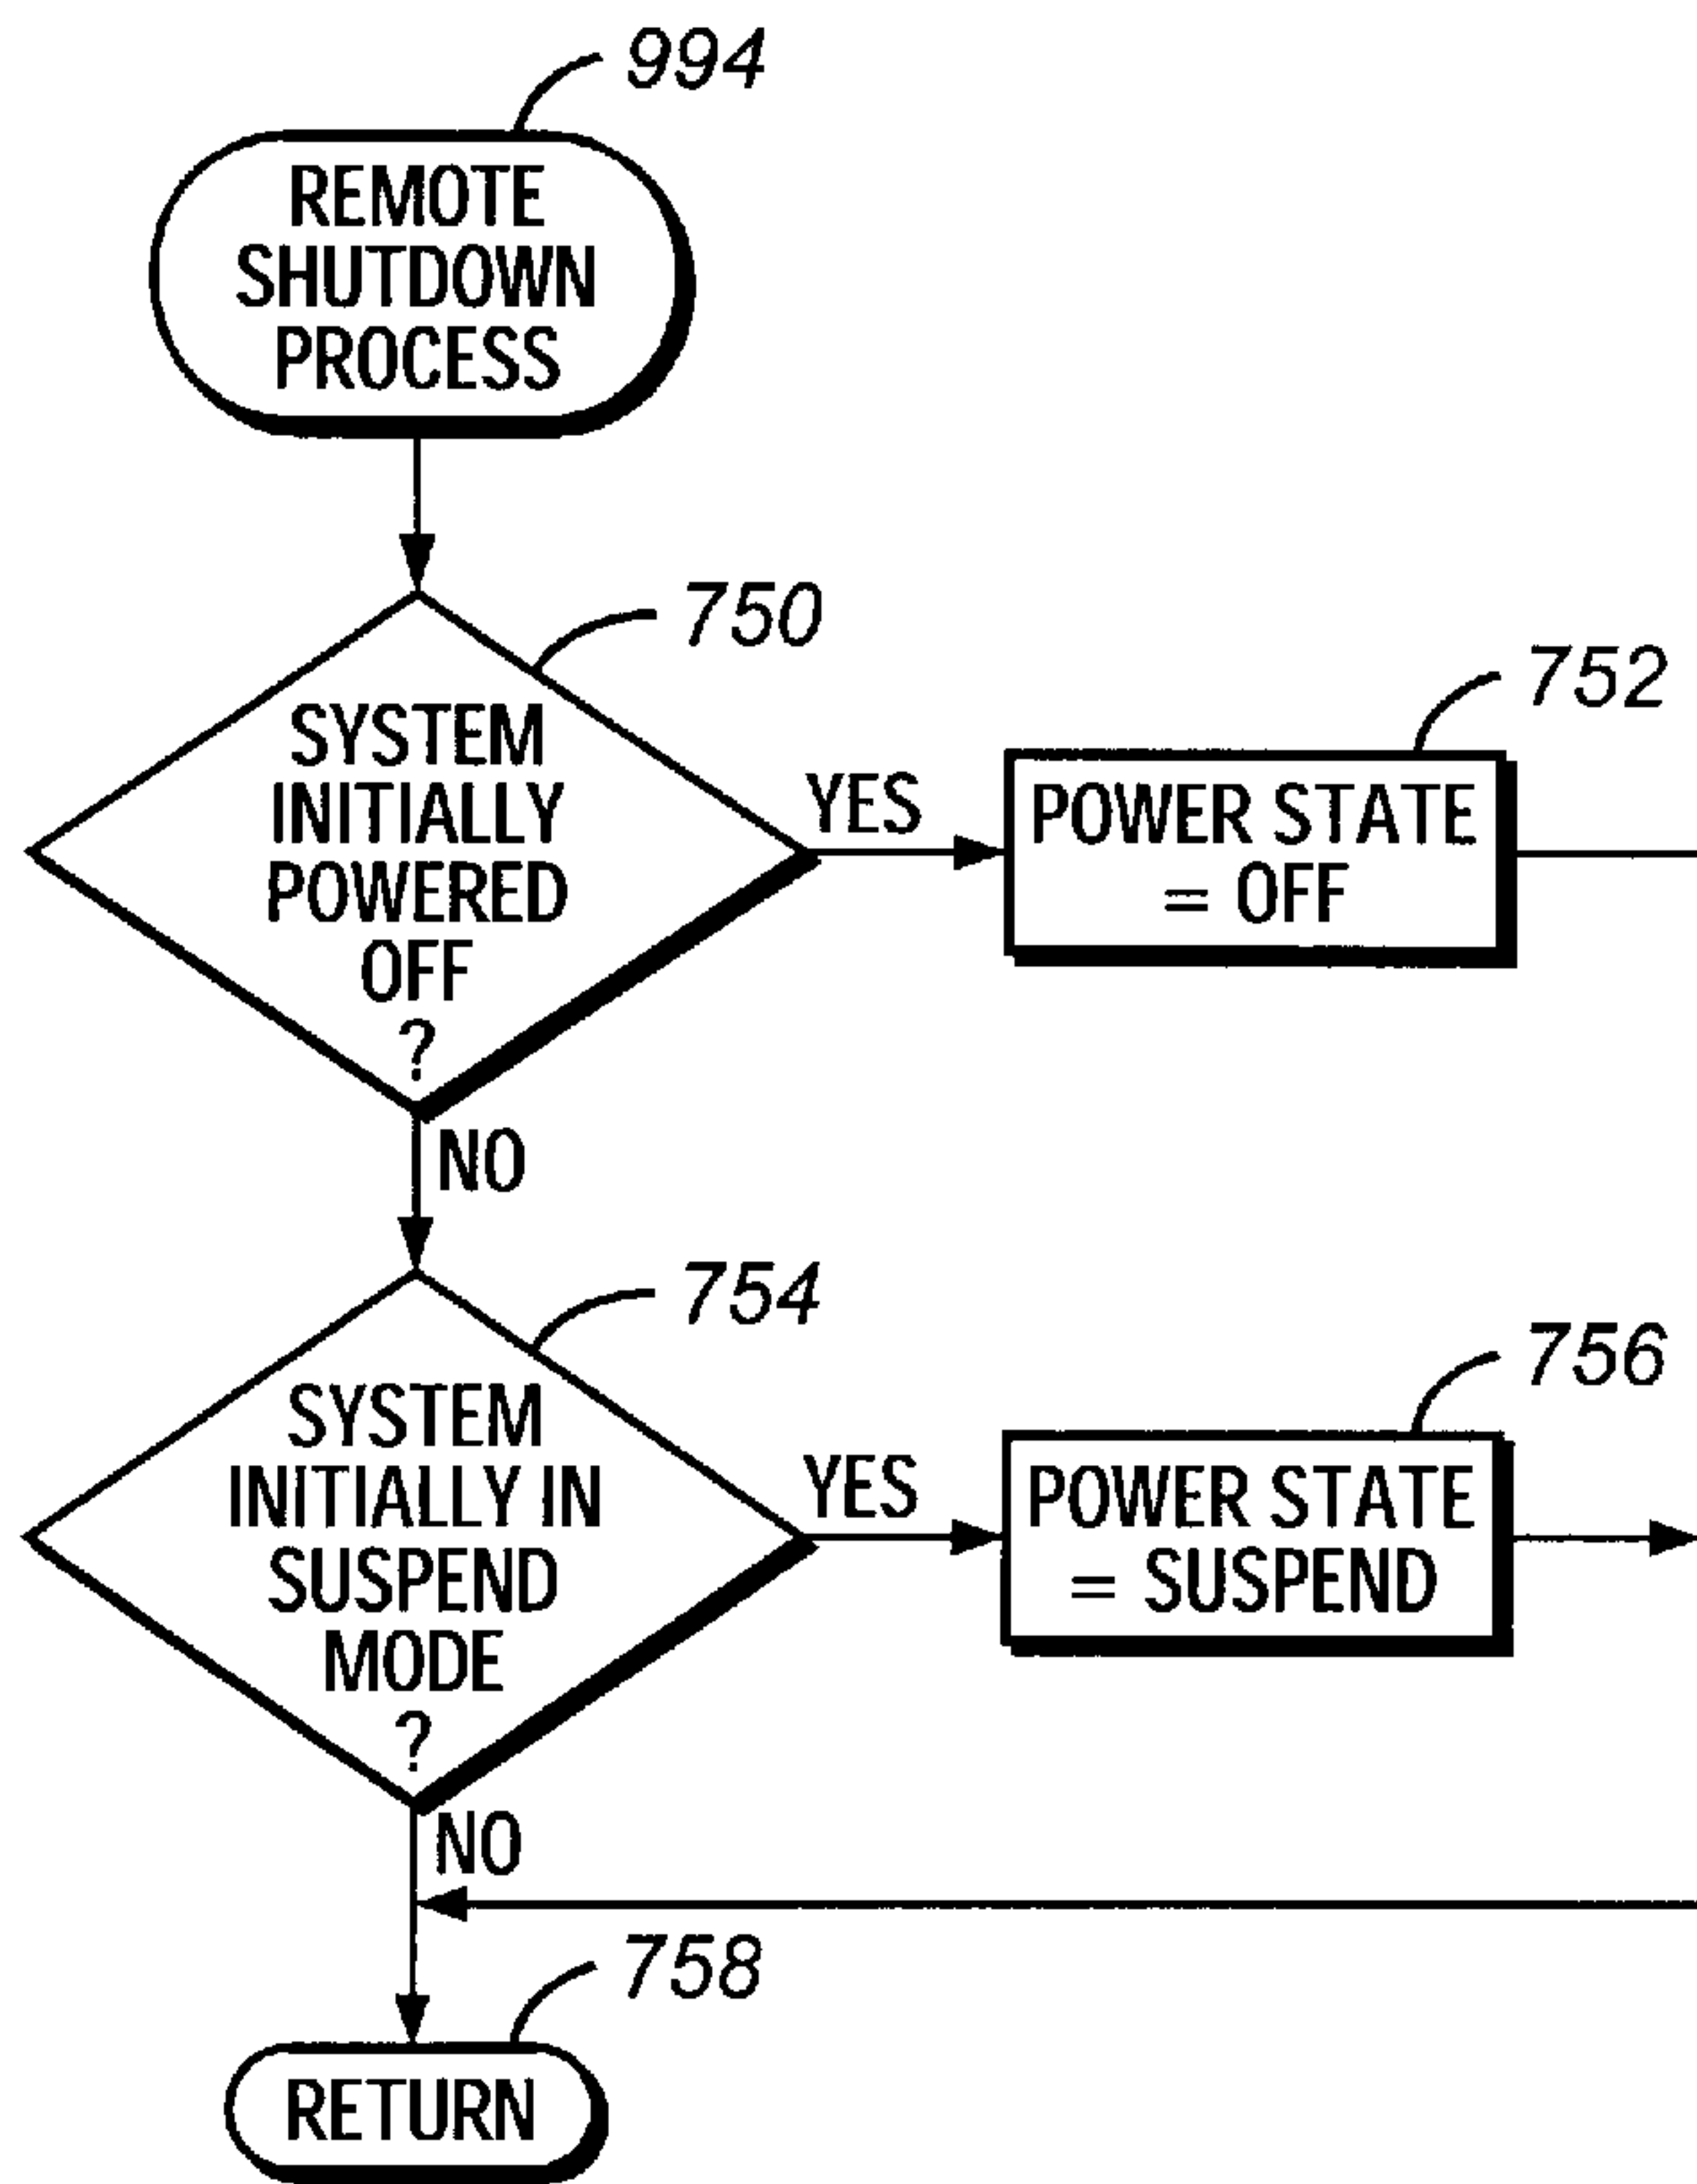 994
REMOTE
SHUTDOWN
PROCESS
750
SYSTEM
INITIALLY
POWERED
OFF
?
YES
752
POWER STATE
= OFF
NO
754
SYSTEM
INITIALLY IN
SUSPEND
MODE
?
YES
756
POWER STATE
= SUSPEND
NO
758
RETURN